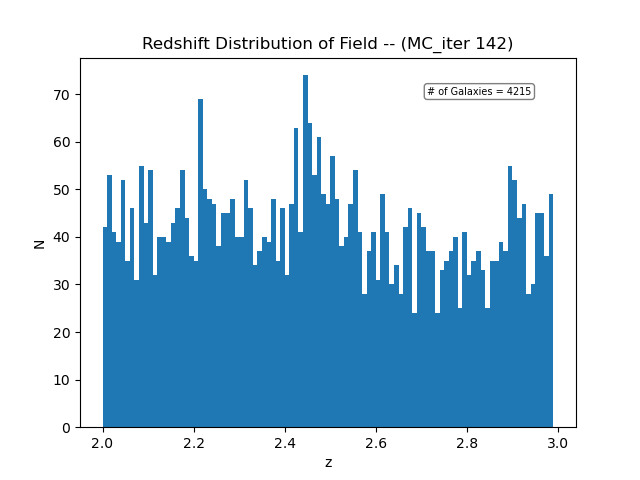 Redshift Distribution of Field -- (MC_iter 142)
# of Galaxies = 4215
70
60
50
40
30
20
10
0
N
2.0 2.2 2.4 2.6 2.8 3.0
z